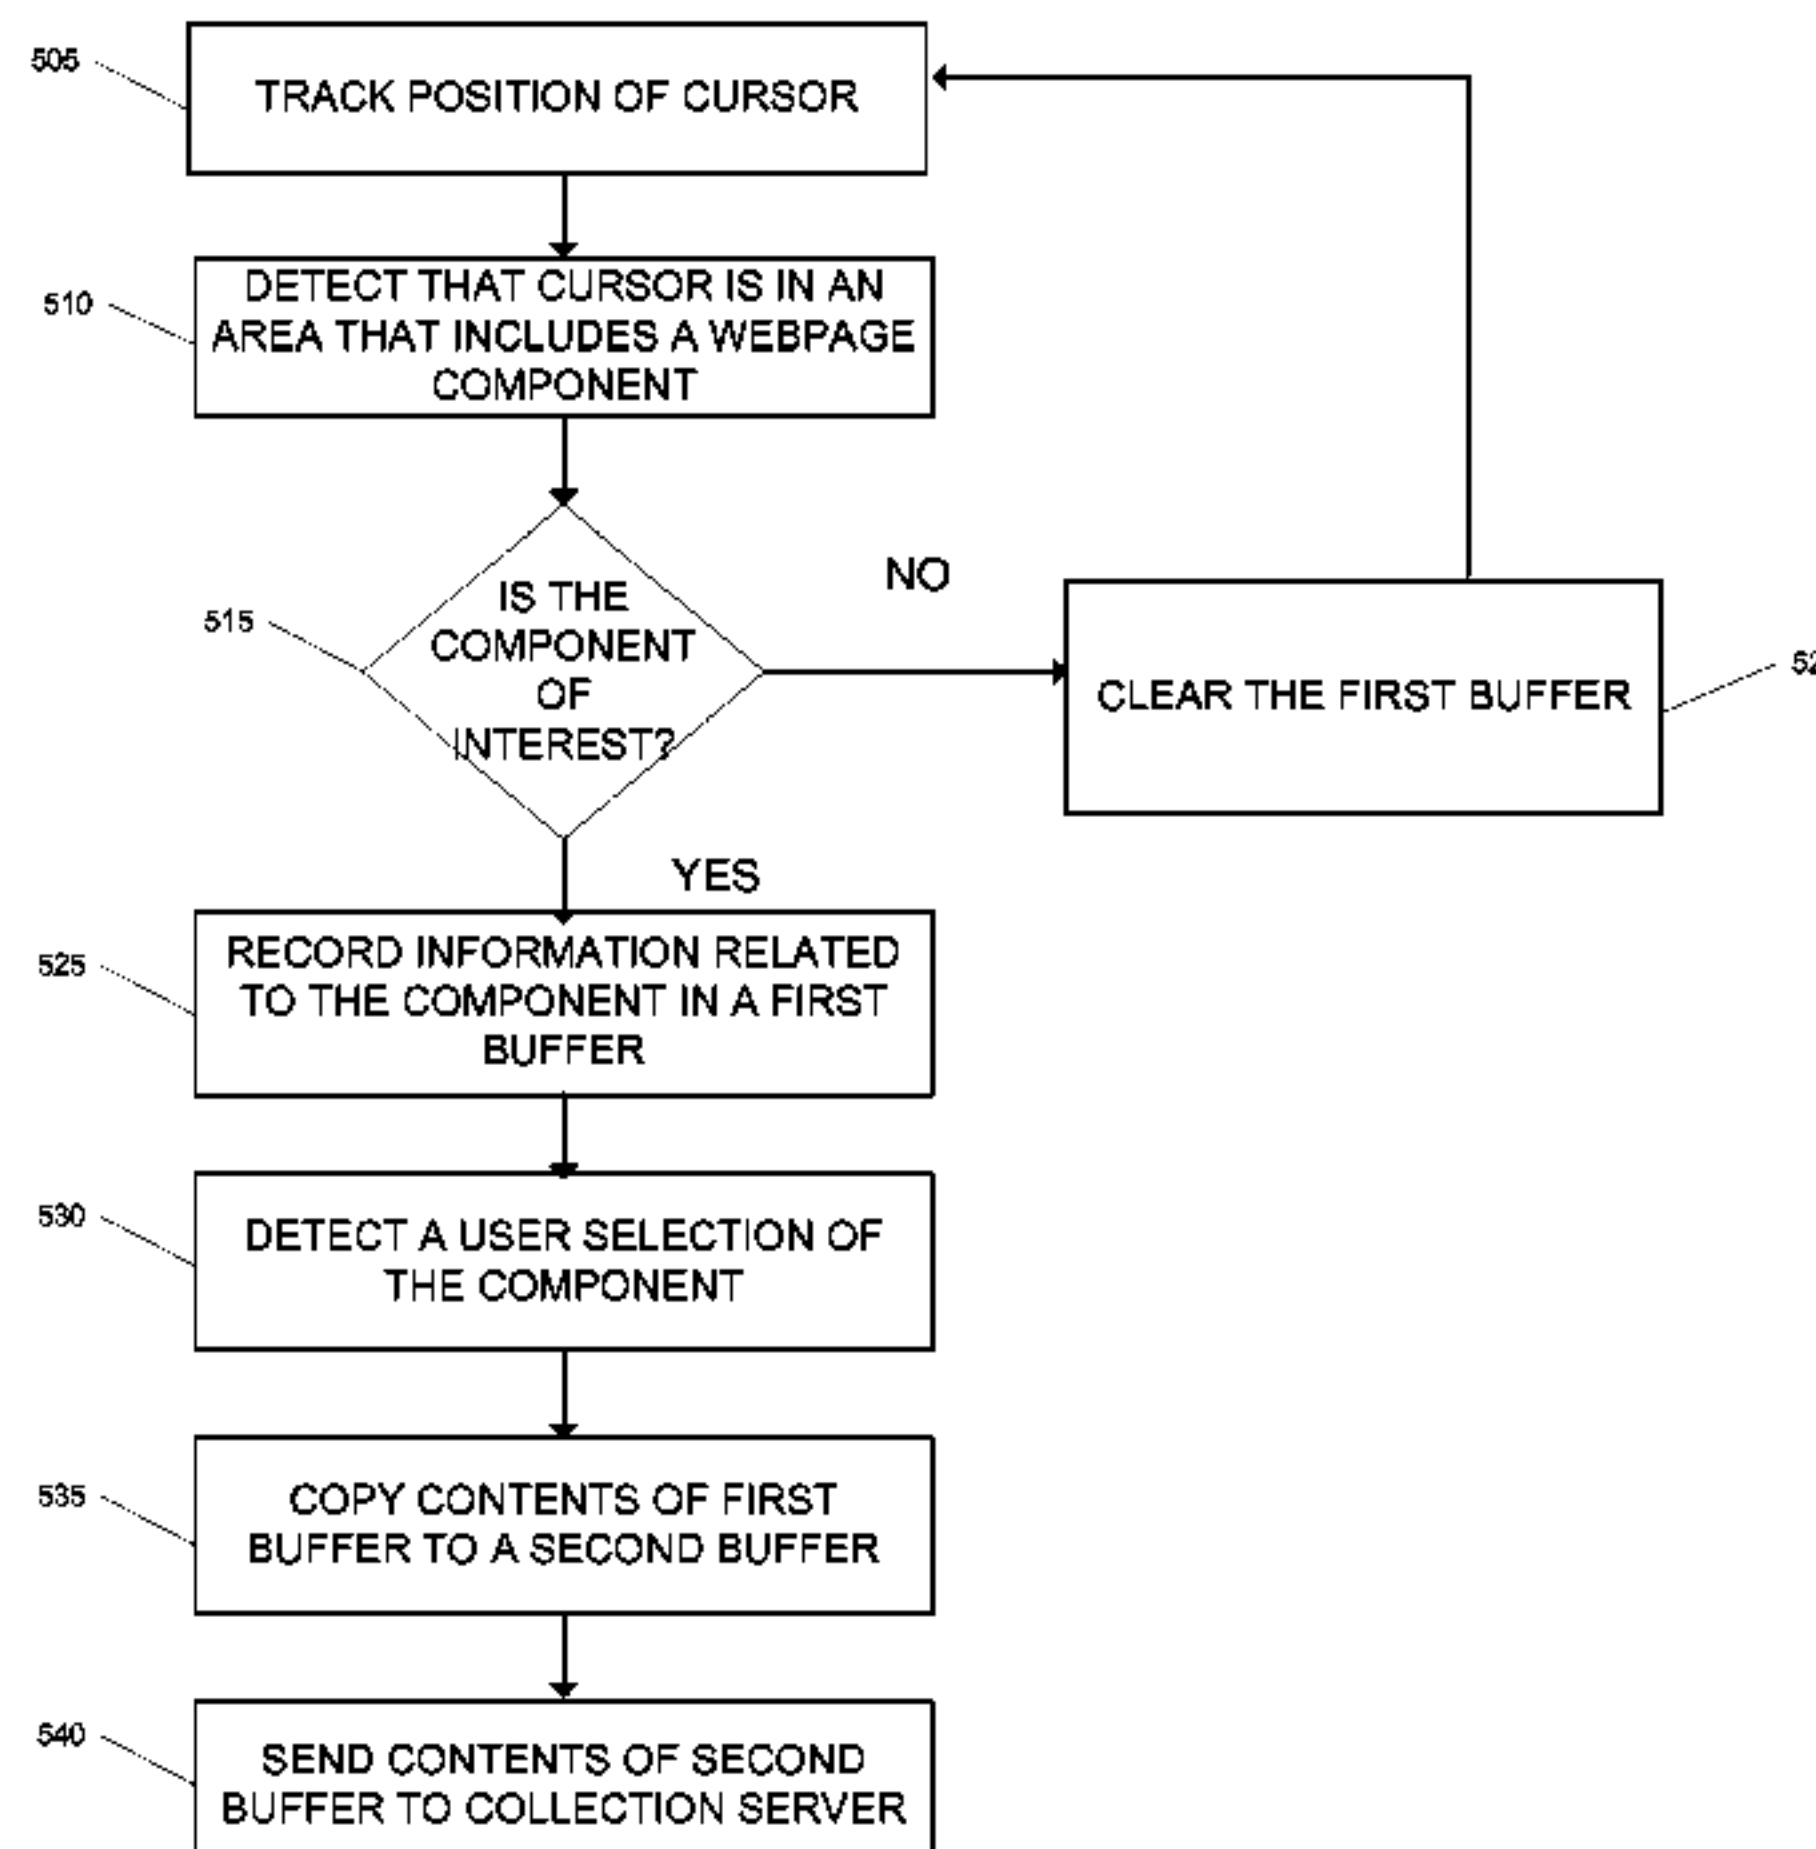 505
TRACK POSITION OF CURSOR
510
DETECT THAT CURSOR IS IN AN
AREA THAT INCLUDES A WEBPAGE
COMPONENT
515
IS THE
COMPONENT
OF
INTEREST?
NO
CLEAR THE FIRST BUFFER
YES
525
RECORD INFORMATION RELATED
TO THE COMPONENT IN A FIRST
BUFFER
530
DETECT A USER SELECTION OF
THE COMPONENT
535
COPY CONTENTS OF FIRST
BUFFER TO A SECOND BUFFER
540
SEND CONTENTS OF SECOND
BUFFER TO COLLECTION SERVER